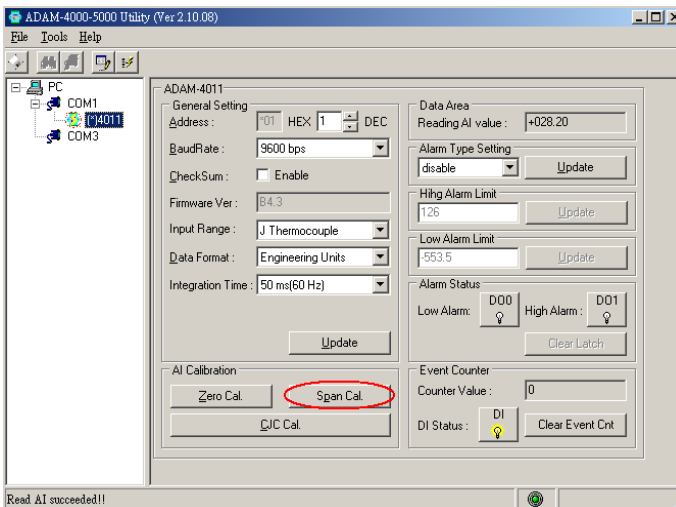 ADAM-4000-5000 Utility (Ver 2.10.08)
File Tools Help
PC
COM1
(*)4011
COM3
ADAM-4011
General Setting
Address : *01 HEX 1 DEC
BaudRate : 9600 bps
CheckSum : Enable
Firmware Ver : B4.3
Input Range : J Thermocouple
Data Format : Engineering Units
Integration Time : 50 ms(60 Hz)
Update
AI Calibration
Zero Cal. Span Cal.
CJC Cal.
Data Area
Reading AI value : +028.20
Alarm Type Setting
disable Update
Hihg Alarm Limit
126 Update
Low Alarm Limit
-553.5 Update
Alarm Status
Low Alarm: DO0 High Alarm : DO1
Clear Latch
Event Counter
Counter Value : 0
DI Status : DI Clear Event Cnt
Read AI succeeded!!